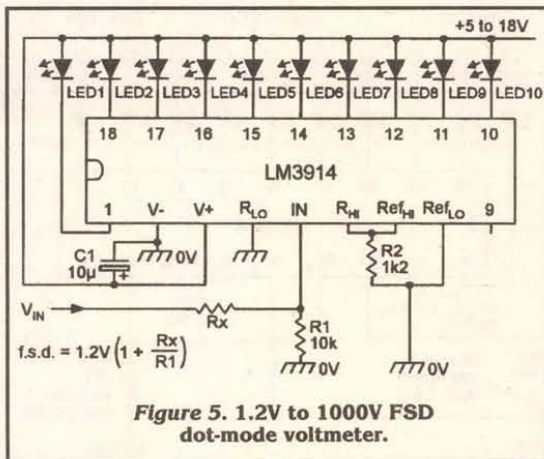 +5 to 18V
LED1 LED2 LED3 LED4 LED5 LED6 LED7 LED8 LED9 LED10
18 17 16 15 14 13 12 11 10
LM3914
1 V- V+ RLO IN RHI RefHI RefLO 9
C1
10µ
+
0V
R2
1k2
VIN
Rx
R1
10k
f.s.d. = 1.2V (1 + Rx/R1)
0V
0V
Figure 5. 1.2V to 1000V FSD
dot-mode voltmeter.